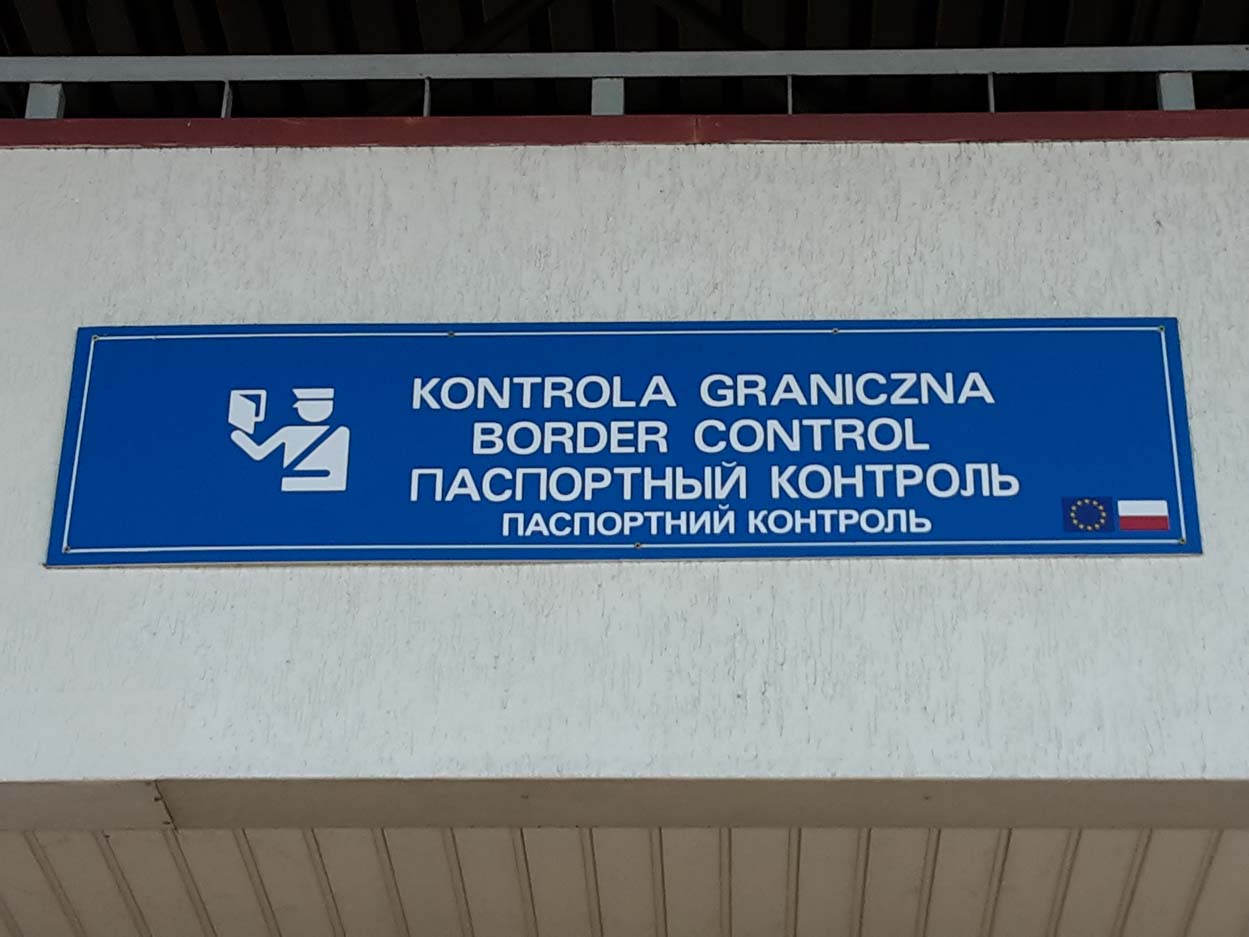 KONTROLA GRANICZNA
BORDER CONTROL
ПАСПОРТНЫЙ КОНТРОЛЬ
ПАСПОРТНИЙ КОНТРОЛЬ